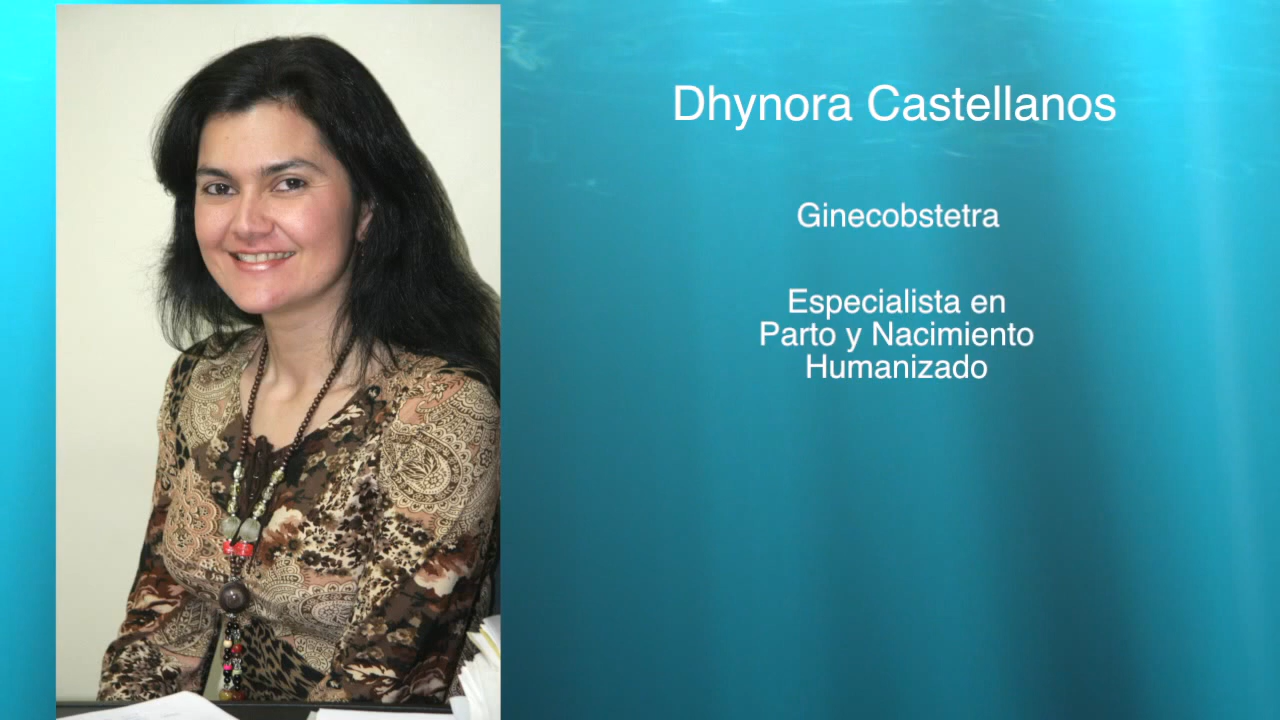 Dhynora Castellanos
Ginecobstetra
Especialista en
Parto y Nacimiento
Humanizado